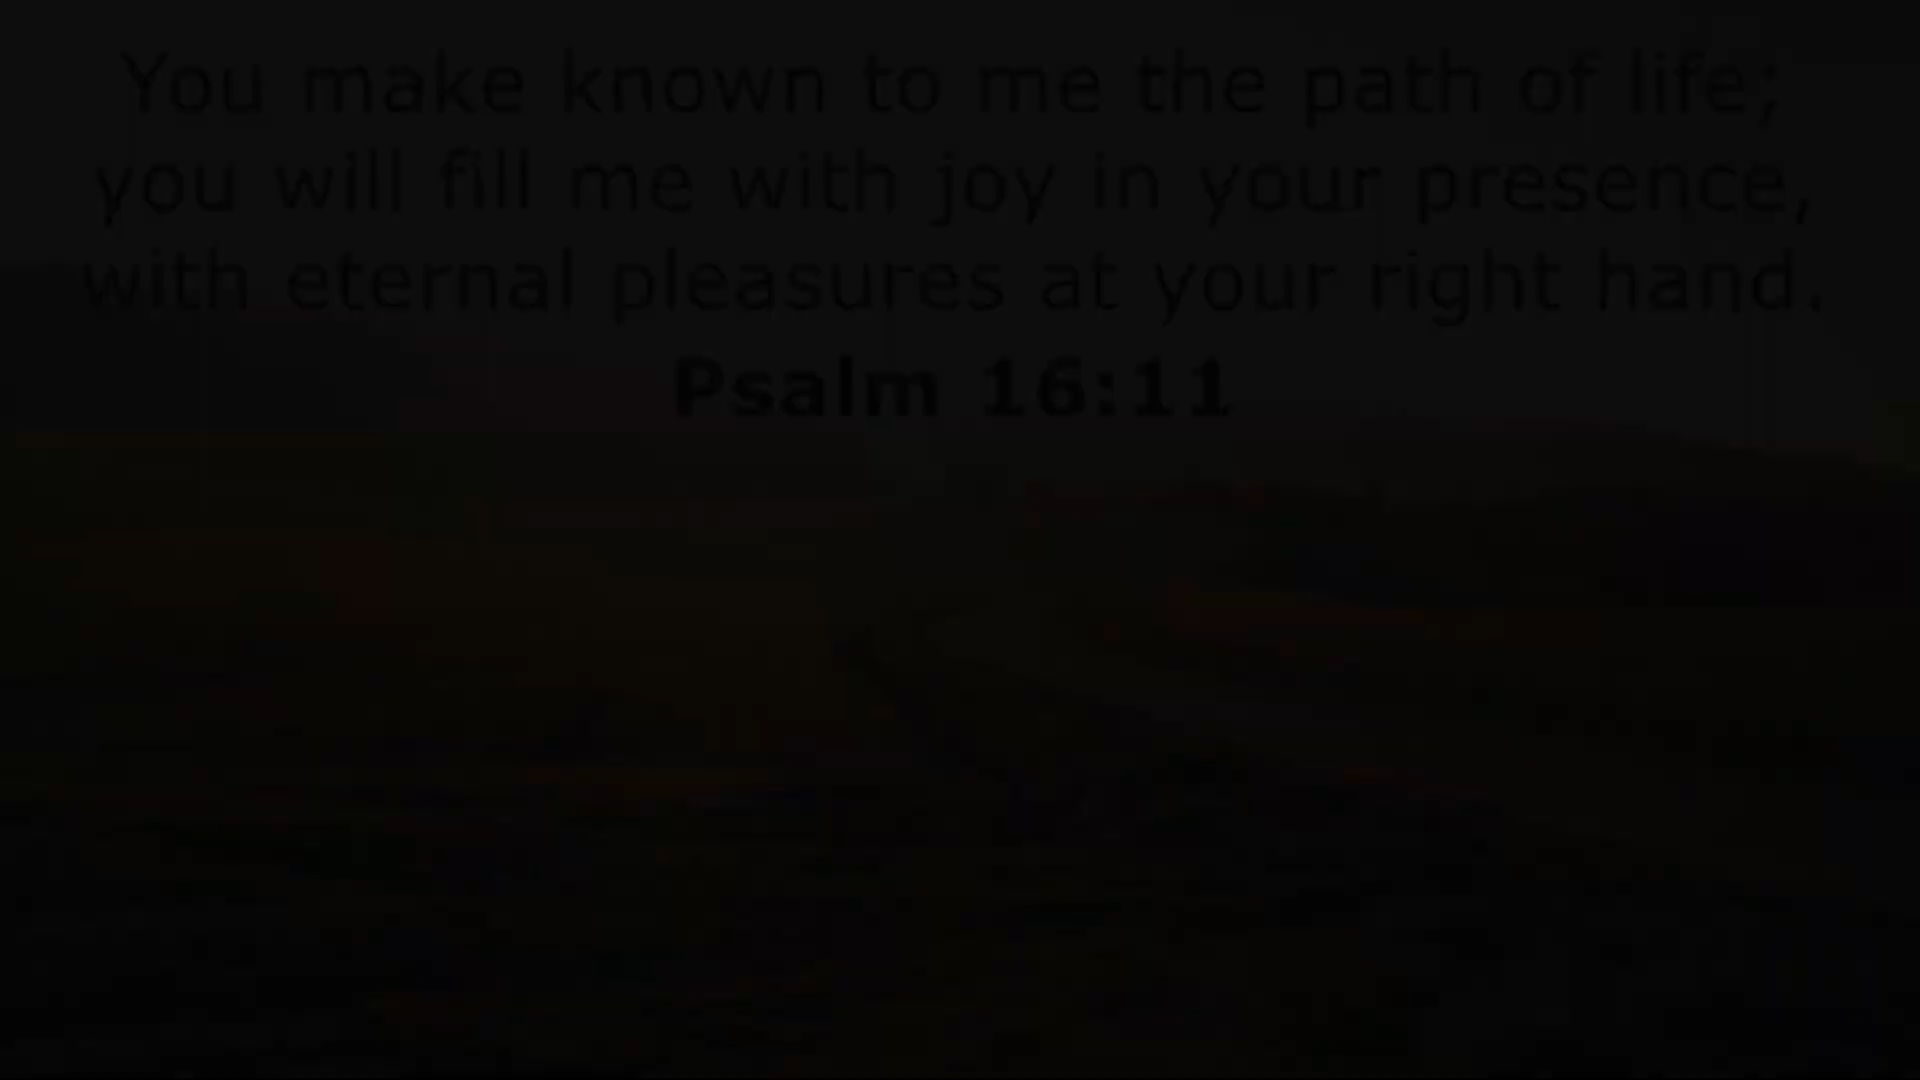 You make known to me the path of life;
you will fill me with joy in your presence,
with eternal pleasures at your right hand.
Psalm 16:11